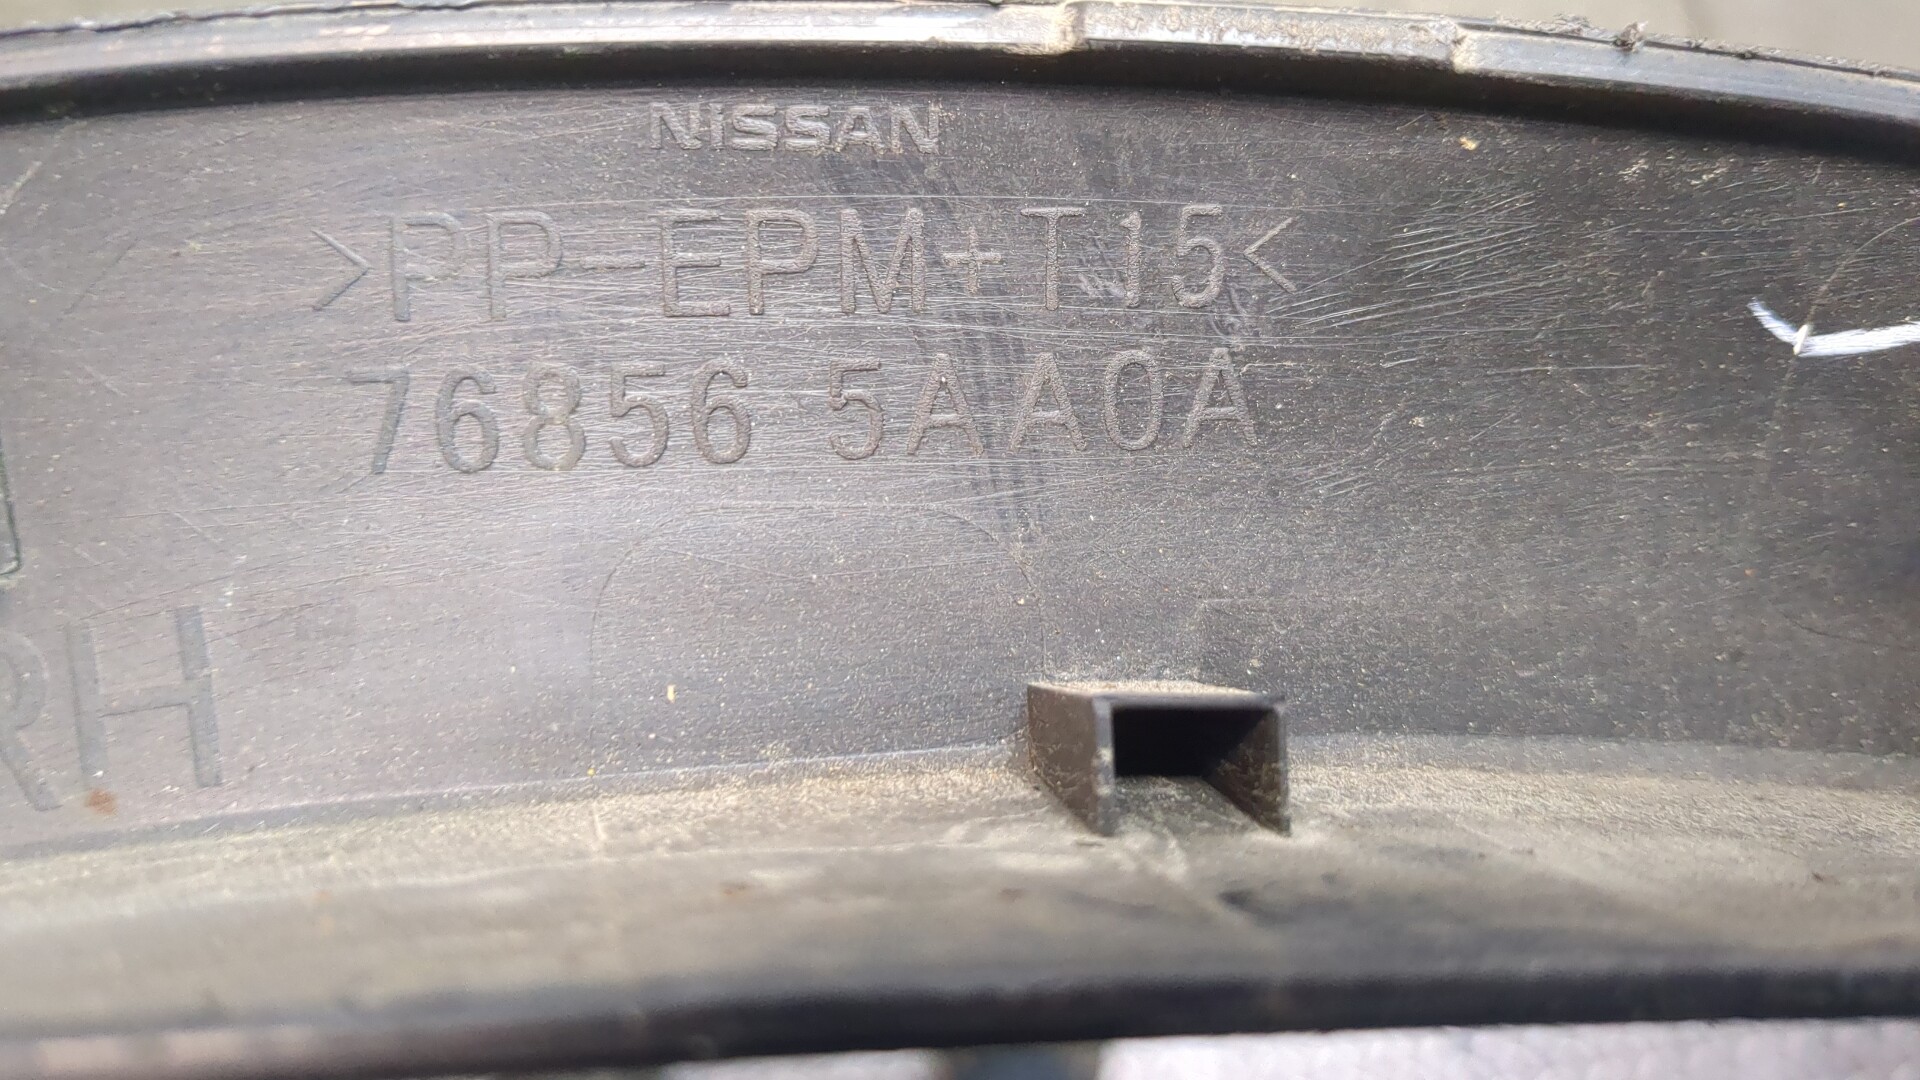 NISSAN
>PP-EPM+T15<
76856 5AA0A
RH